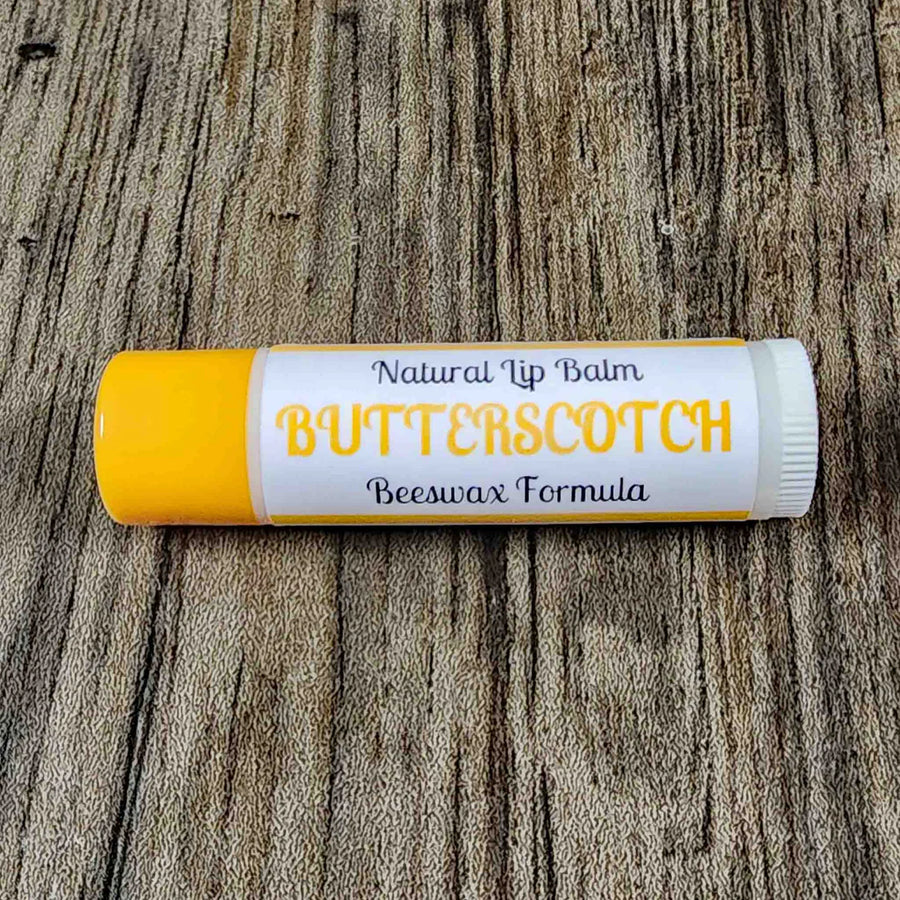 Natural Lip Balm
BUTTERSCOTCH
Beeswax Formula